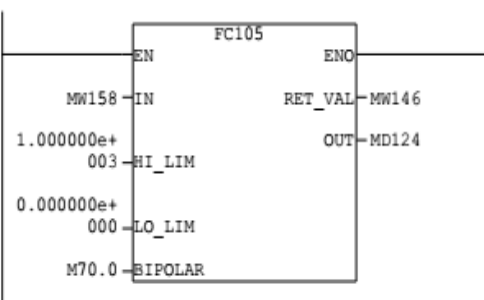 FC105
EN ENO
MW158 IN RET_VAL MW146
1.000000e+ OUT MD124
003 HI_LIM
0.000000e+
000 LO_LIM
M70.0 BIPOLAR